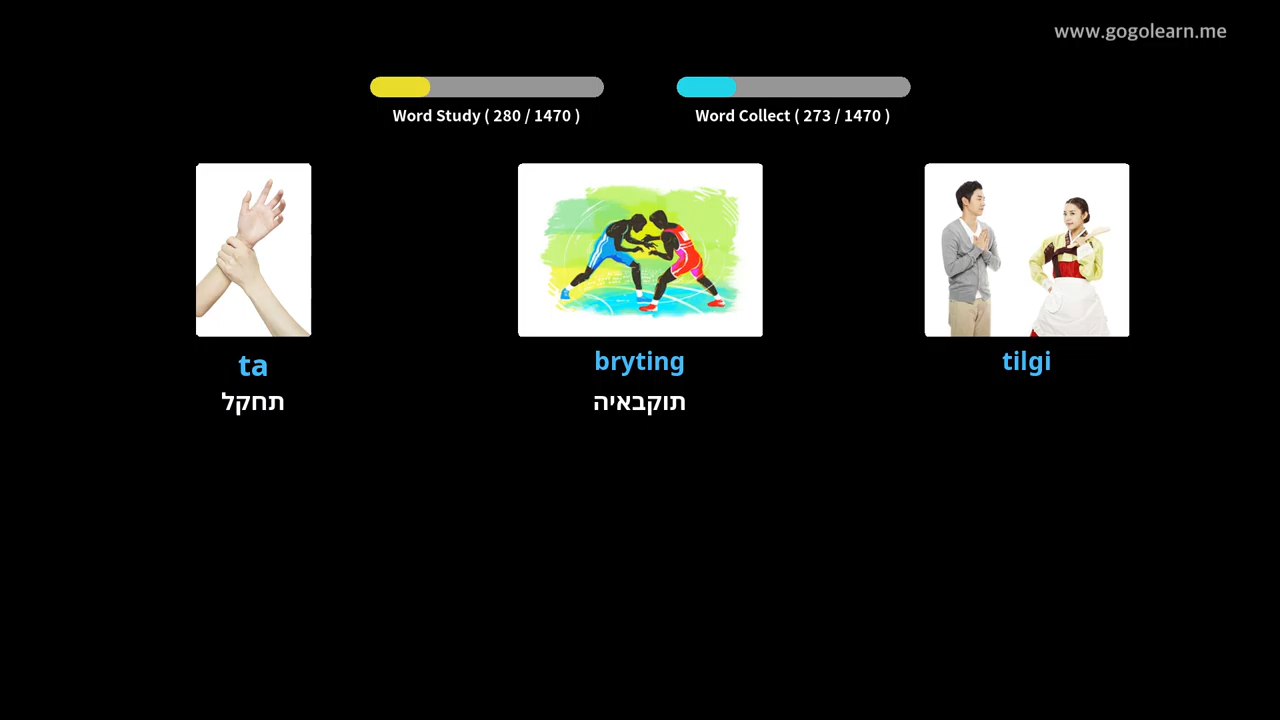 www.gogolearn.me
Word Study ( 280 / 1470 )
Word Collect ( 273 / 1470 )
ta
תחקל
bryting
תוקבאיה
tilgi